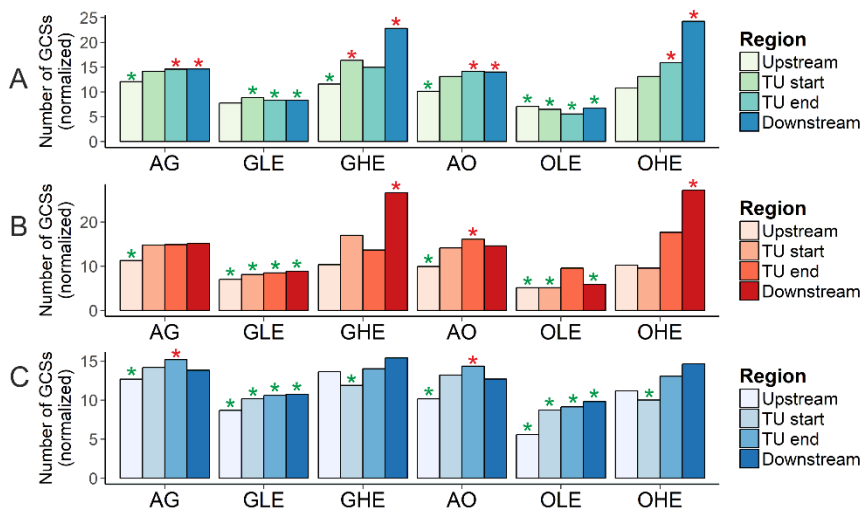 A
Number of GCSs
(normalized)
25
20
15
10
5
0
* * * * * * * * * * * * * * * * * *
AG GLE GHE AO OLE OHE
Region
Upstream
TU start
TU end
Downstream
B
Number of GCSs
(normalized)
20
10
0
* * * * * * * * * * * *
AG GLE GHE AO OLE OHE
Region
Upstream
TU start
TU end
Downstream
C
Number of GCSs
(normalized)
15
10
5
0
* * * * * * * * * * * * * *
AG GLE GHE AO OLE OHE
Region
Upstream
TU start
TU end
Downstream